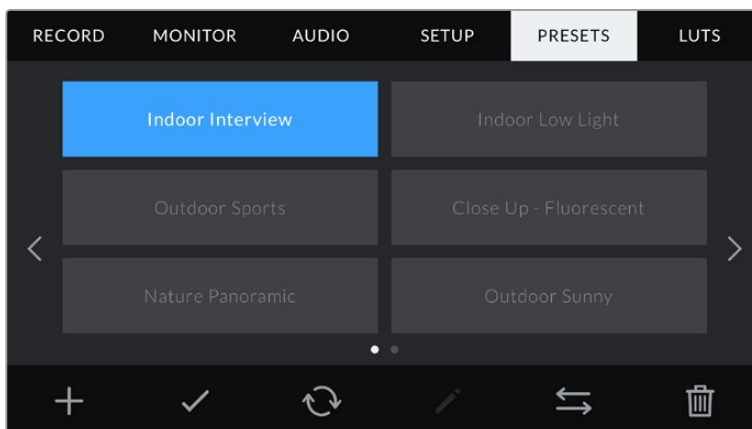 RECORD MONITOR AUDIO SETUP PRESETS LUTS
Indoor Interview Indoor Low Light
Outdoor Sports Close Up - Fluorescent
Nature Panoramic Outdoor Sunny